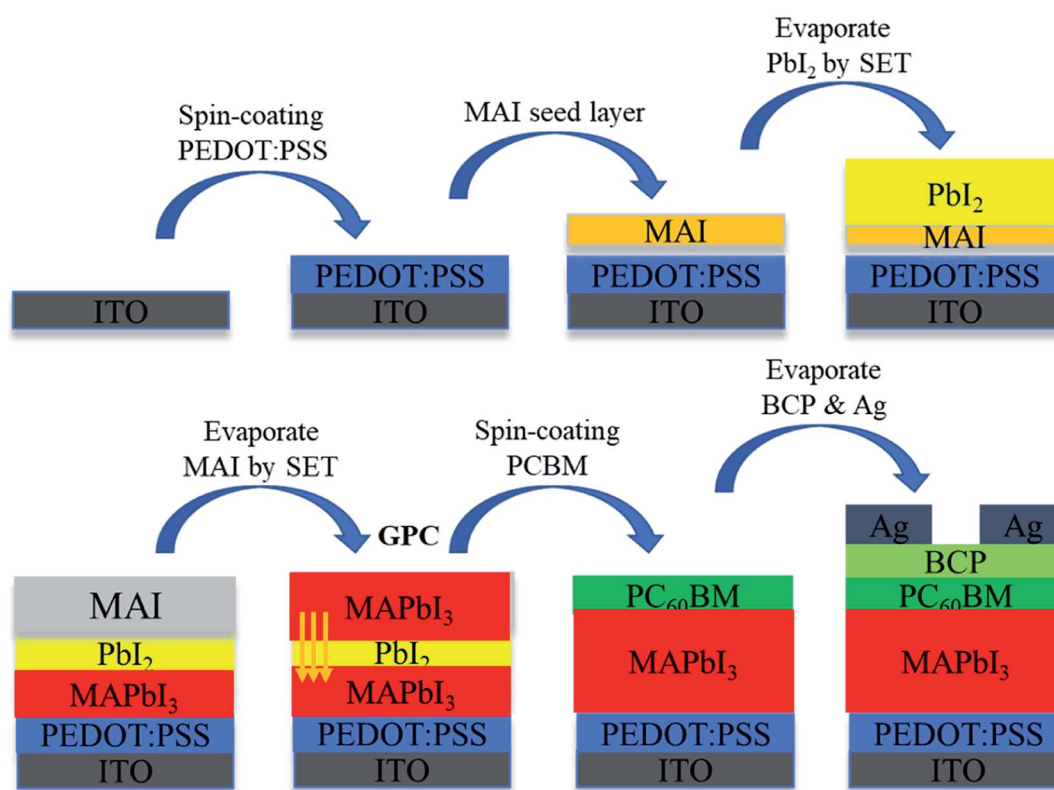 Spin-coating
PEDOT:PSS
MAI seed layer
Evaporate
PbI₂ by SET
ITO
PEDOT:PSS
ITO
MAI
PEDOT:PSS
ITO
PbI₂
MAI
PEDOT:PSS
ITO
Evaporate
MAI by SET
GPC
Spin-coating
PCBM
Evaporate
BCP & Ag
MAI
PbI₂
MAPbI₃
PEDOT:PSS
ITO
MAPbI₃
PbI₂
MAPbI₃
PEDOT:PSS
ITO
PC₆₀BM
MAPbI₃
PEDOT:PSS
ITO
Ag Ag
BCP
PC₆₀BM
MAPbI₃
PEDOT:PSS
ITO